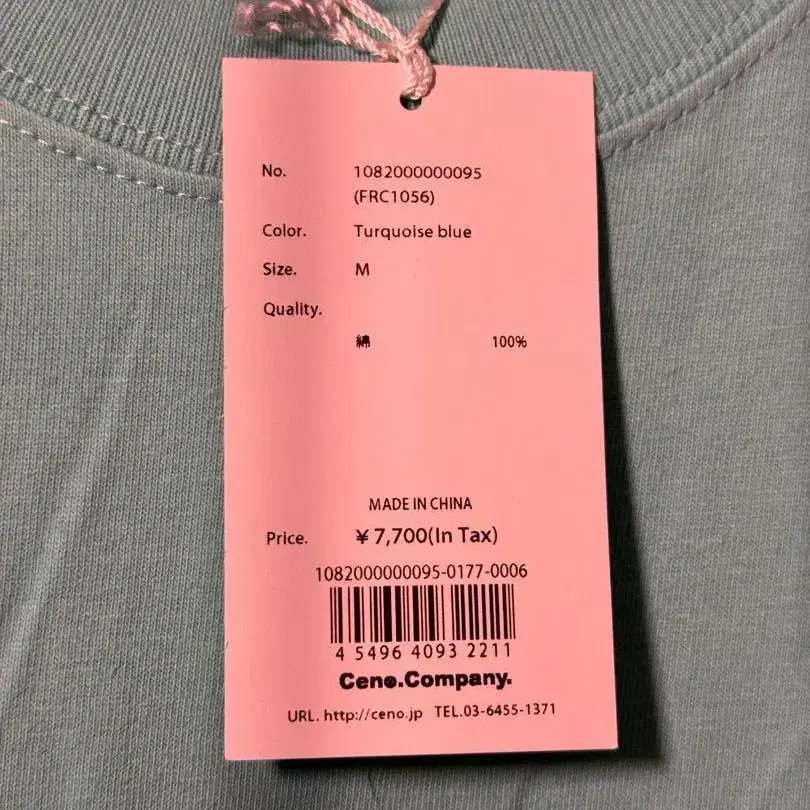 No. 1082000000095
(FRC1056)
Color. Turquoise blue
Size. M
Quality.
綿 100%
MADE IN CHINA
Price. ¥7,700(In Tax)
1082000000095-0177-0006
4 5496 4093 2211
Ceno.Company.
URL. http://ceno.jp TEL.03-6455-1371